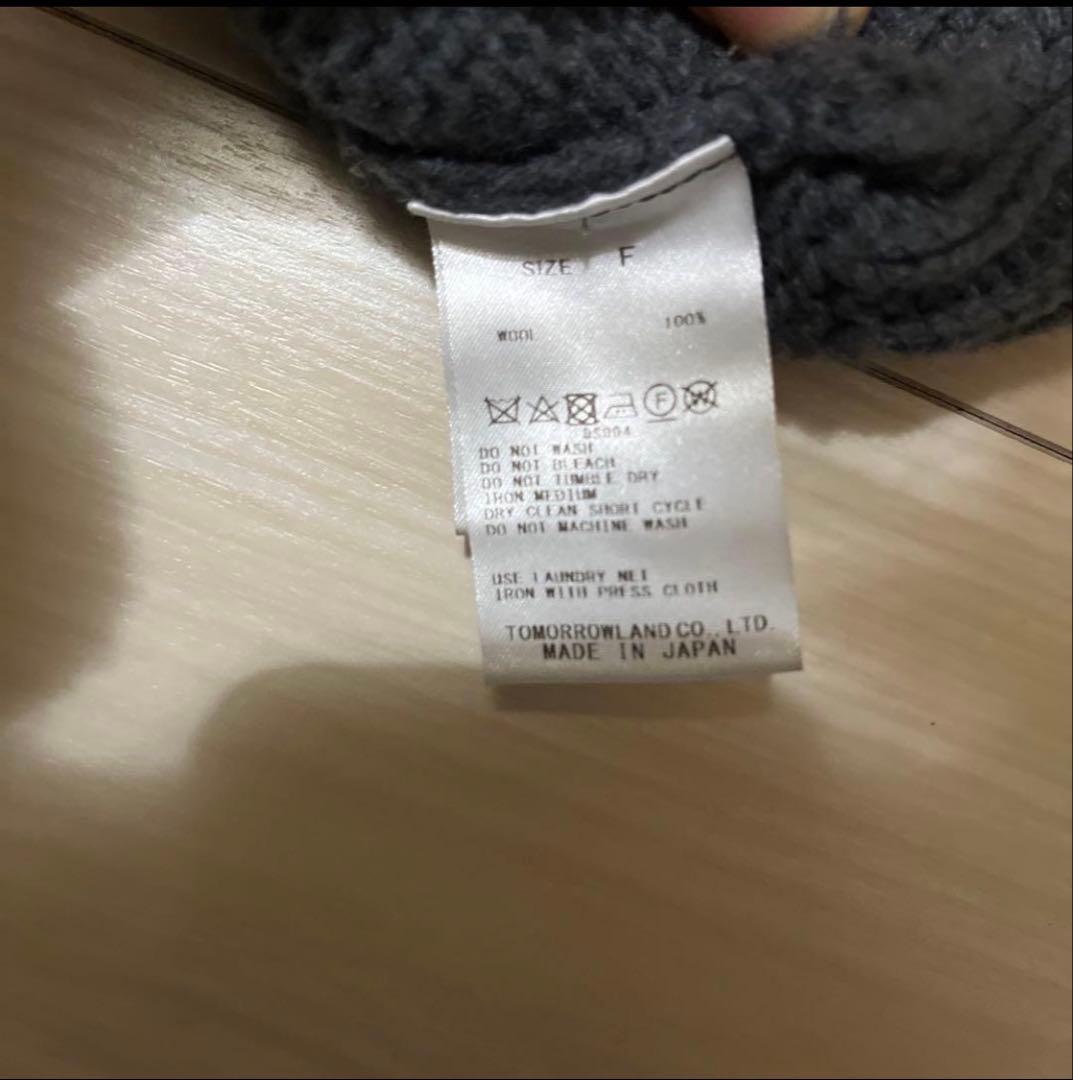 SIZE F
WOOL 100%
F W
DS004
DO NOT WASH
DO NOT BLEACH
DO NOT TUMBLE DRY
IRON MEDIUM
DRY CLEAN SHORT CYCLE
DO NOT MACHINE WASH
USE LAUNDRY NET
IRON WITH PRESS CLOTH
TOMORROWLAND CO., LTD.
MADE IN JAPAN